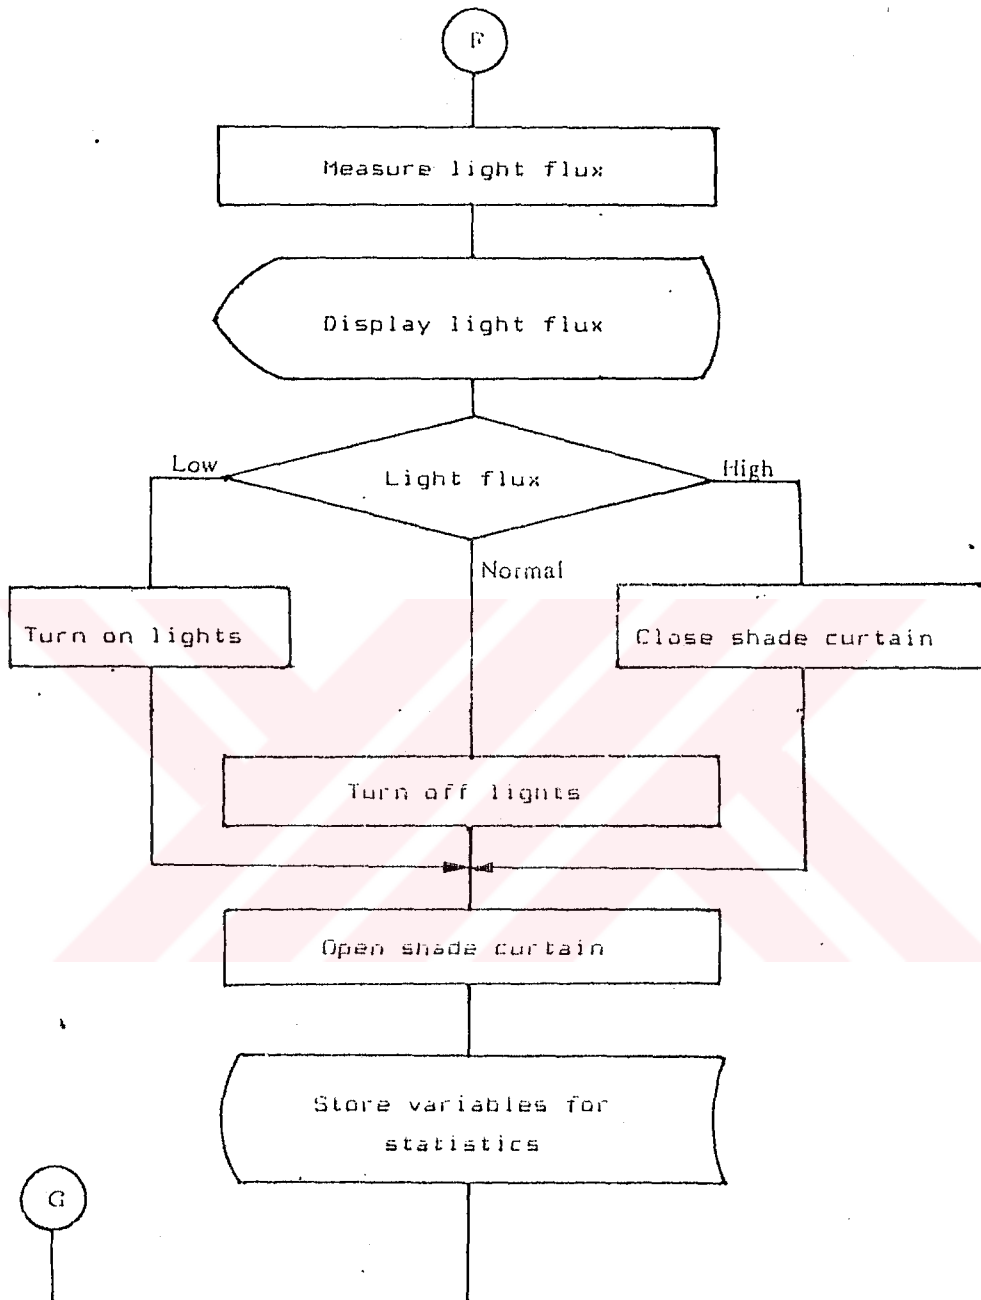 F
Measure light flux
Display light flux
Low
Light flux
High
Normal
Turn on lights
Close shade curtain
Turn off lights
Open shade curtain
Store variables for
statistics
G